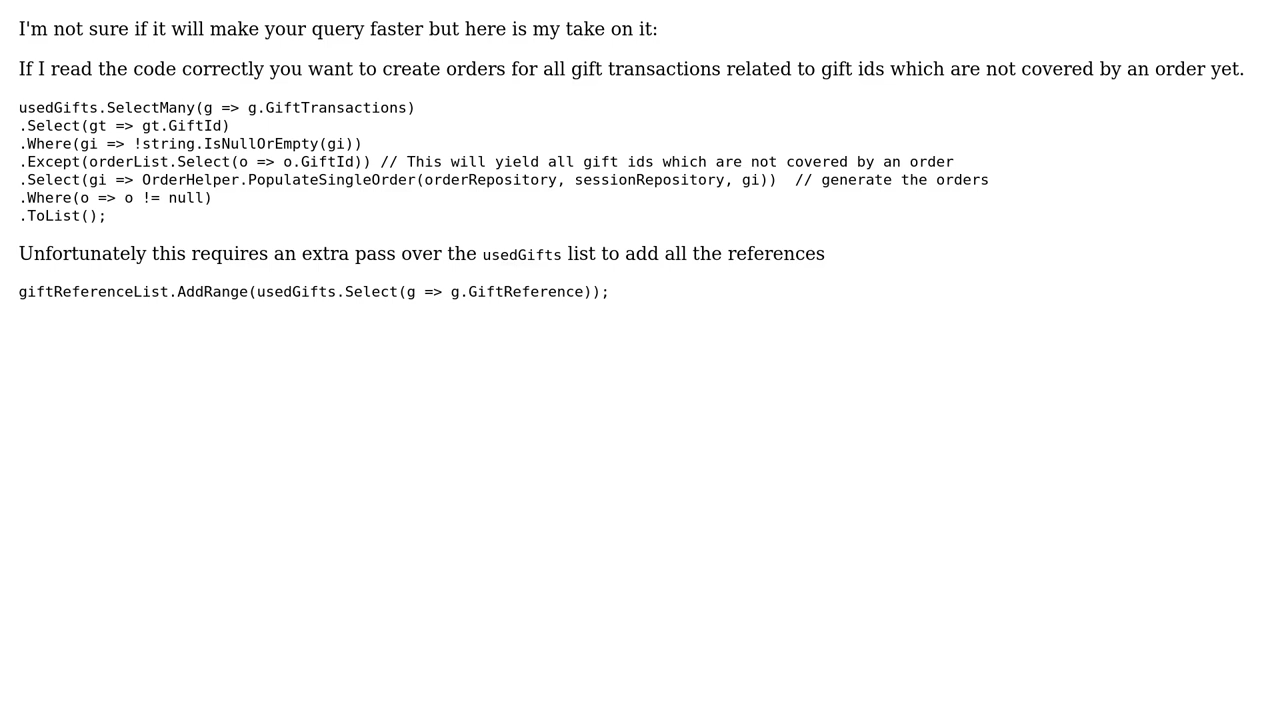 I'm not sure if it will make your query faster but here is my take on it:
If I read the code correctly you want to create orders for all gift transactions related to gift ids which are not covered by an order yet.
usedGifts.SelectMany(g => g.GiftTransactions)
.Select(gt => gt.GiftId)
.Where(gi => !string.IsNullOrEmpty(gi))
.Except(orderList.Select(o => o.GiftId)) // This will yield all gift ids which are not covered by an order
.Select(gi => OrderHelper.PopulateSingleOrder(orderRepository, sessionRepository, gi))  // generate the orders
.Where(o => o != null)
.ToList();
Unfortunately this requires an extra pass over the usedGifts list to add all the references
giftReferenceList.AddRange(usedGifts.Select(g => g.GiftReference));